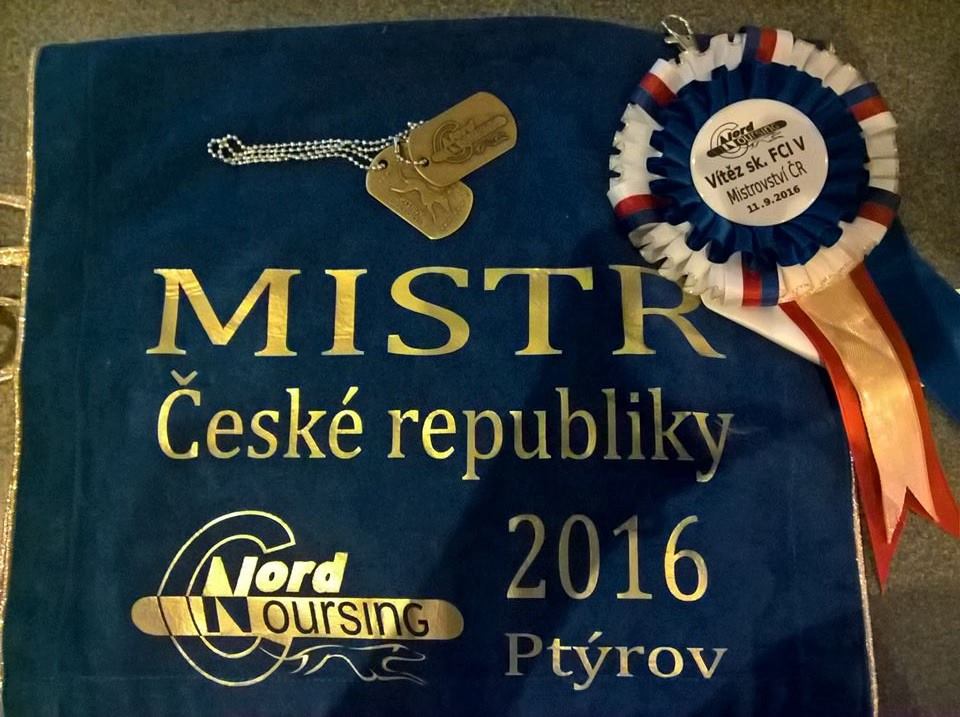 Nord
Coursing
Vítěz sk. FCI V
Mistrovství ČR
11.9.2016
MISTR
České republiky
Nord
Coursing
2016
Ptýrov